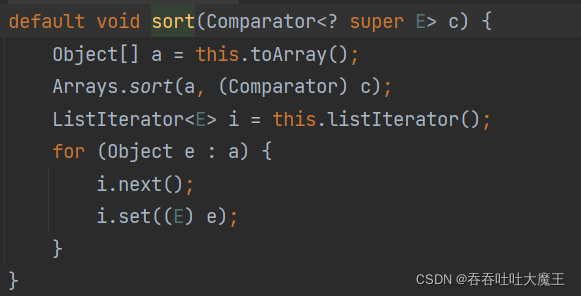 default void sort(Comparator<? super E> c) {
    Object[] a = this.toArray();
    Arrays.sort(a, (Comparator) c);
    ListIterator<E> i = this.listIterator();
    for (Object e : a) {
        i.next();
        i.set((E) e);
    }
}
CSDN @吞吞吐吐大魔王